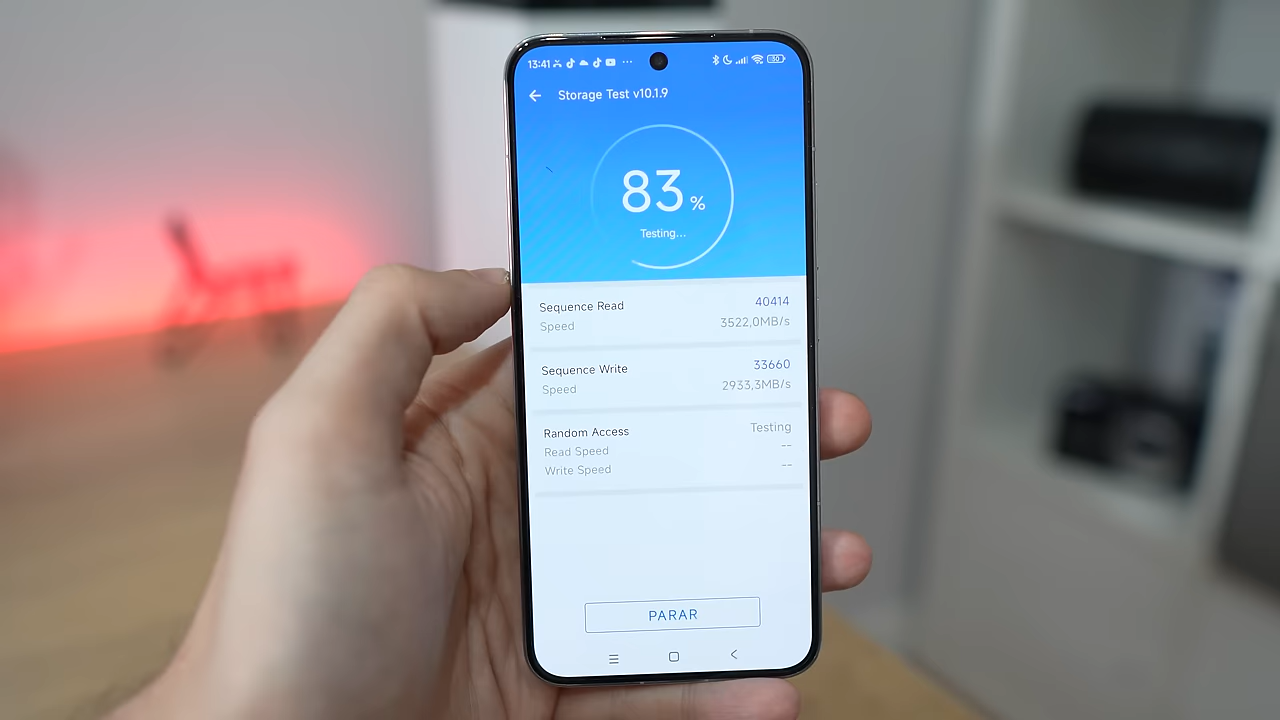 13:41 ··· 50
Storage Test v10.1.9
83%
Testing...
Sequence Read 40414
Speed 3522,0MB/s
Sequence Write 33660
Speed 2933,3MB/s
Random Access Testing
Read Speed --
Write Speed --
PARAR